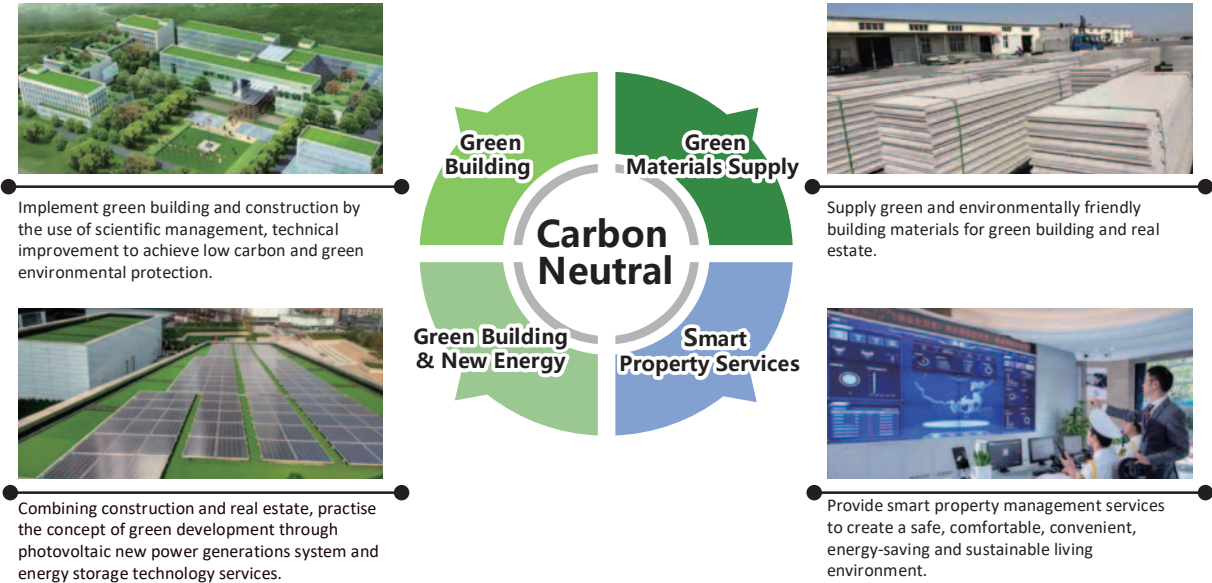 Green
Building
Green
Materials Supply
Implement green building and construction by
the use of scientific management, technical
improvement to achieve low carbon and green
environmental protection.
Supply green and environmentally friendly
building materials for green building and real
estate.
Carbon
Neutral
Green Building
& New Energy
Smart
Property Services
Combining construction and real estate, practise
the concept of green development through
photovoltaic new power generations system and
energy storage technology services.
Provide smart property management services
to create a safe, comfortable, convenient,
energy-saving and sustainable living
environment.